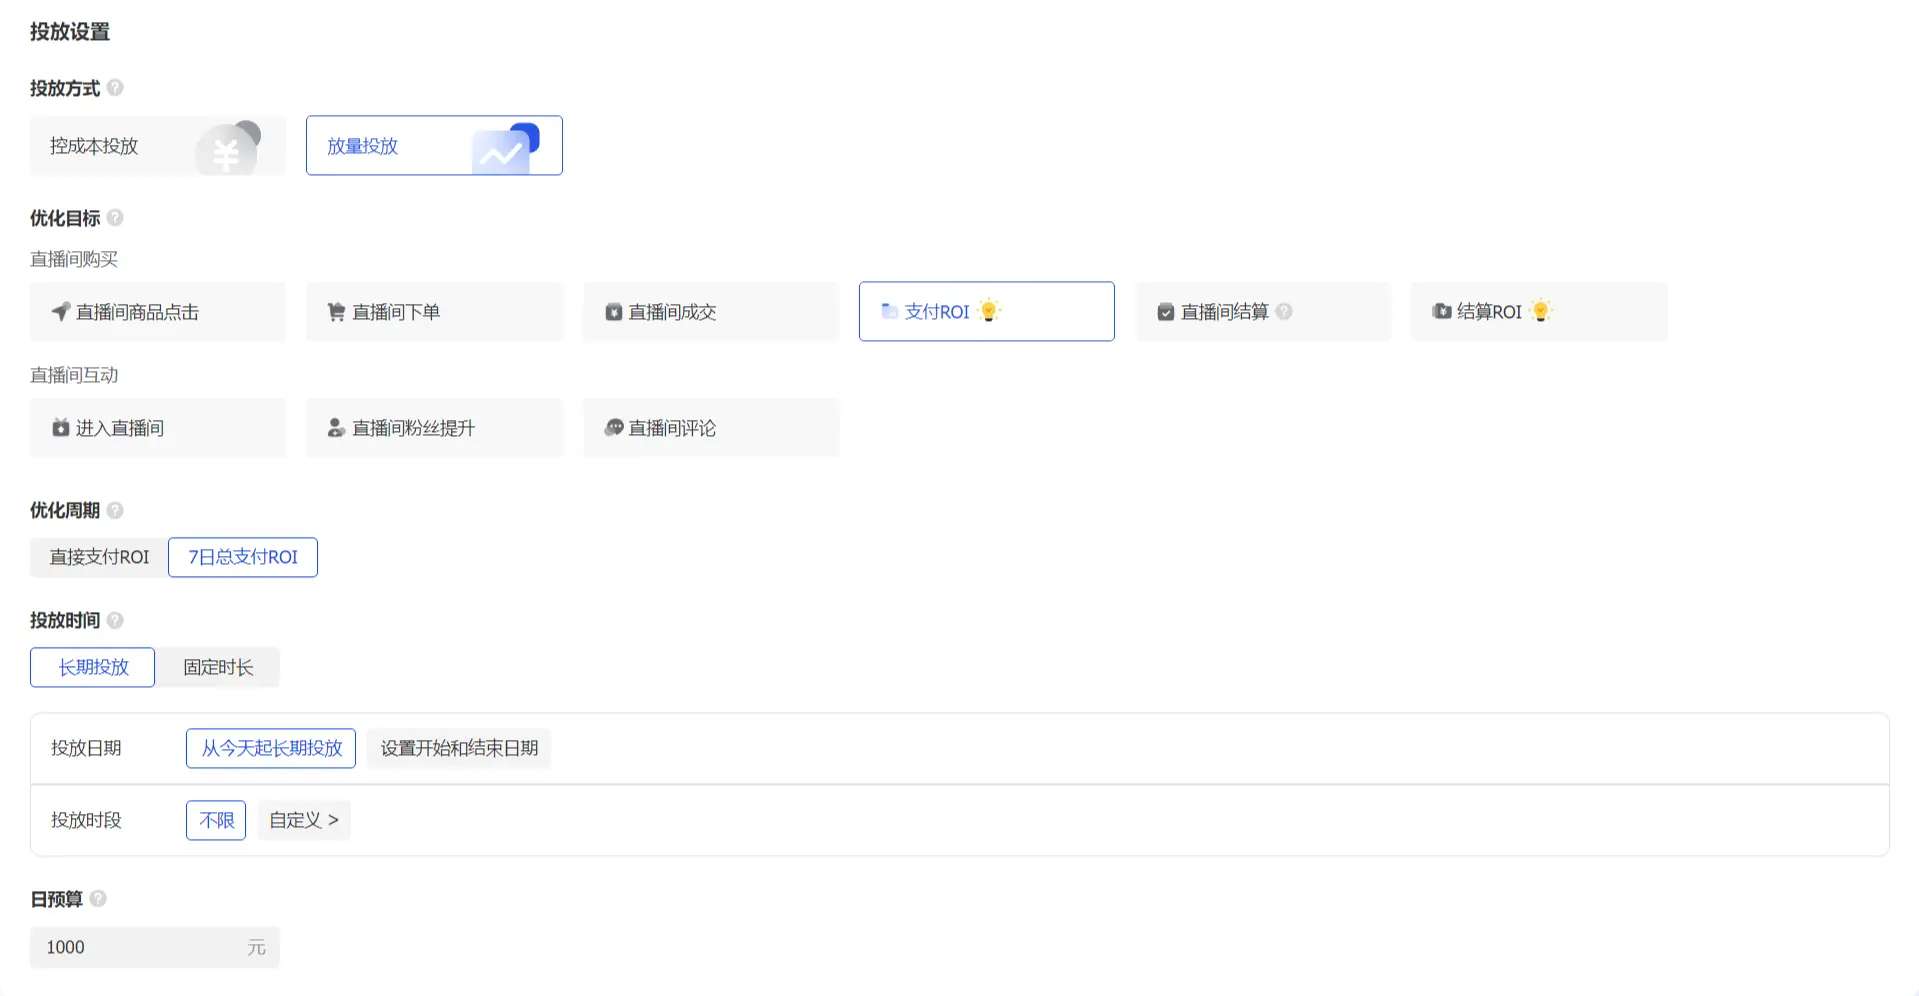 投放设置
投放方式
控成本投放 放量投放
优化目标
直播间购买
直播间商品点击 直播间下单 直播间成交 支付ROI 直播间结算 结算ROI
直播间互动
进入直播间 直播间粉丝提升 直播间评论
优化周期
直接支付ROI 7日总支付ROI
投放时间
长期投放 固定时长
投放日期 从今天起长期投放 设置开始和结束日期
投放时段 不限 自定义 >
日预算
1000 元